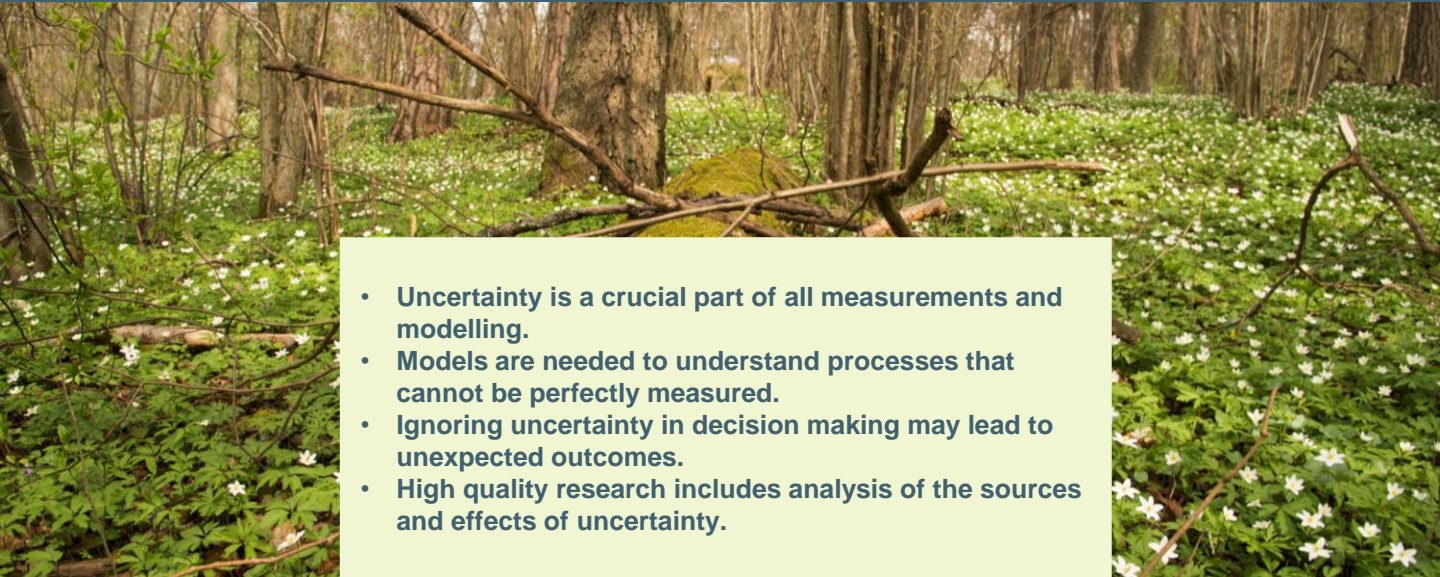 • Uncertainty is a crucial part of all measurements and
modelling.
• Models are needed to understand processes that
cannot be perfectly measured.
• Ignoring uncertainty in decision making may lead to
unexpected outcomes.
• High quality research includes analysis of the sources
and effects of uncertainty.